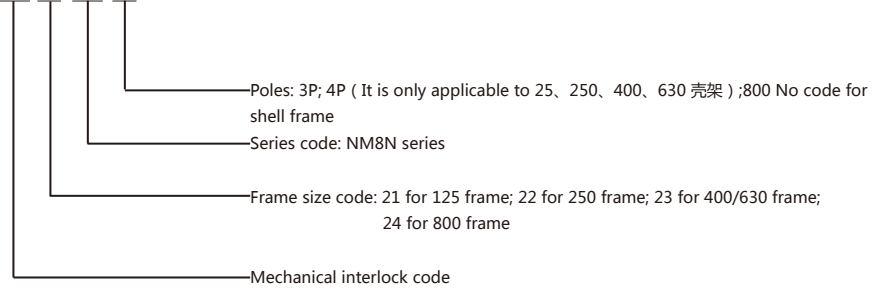 Poles: 3P; 4P ( It is only applicable to 25、250、400、630 壳架 ) ;800 No code for
shell frame
Series code: NM8N series
Frame size code: 21 for 125 frame; 22 for 250 frame; 23 for 400/630 frame;
24 for 800 frame
Mechanical interlock code